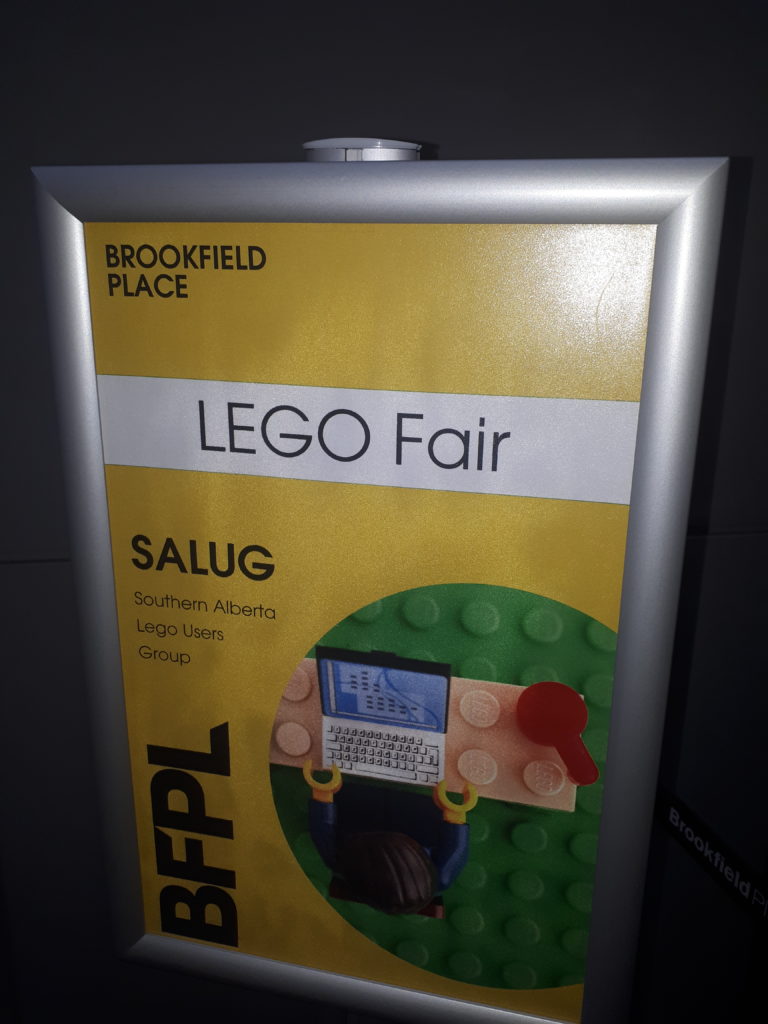 BROOKFIELD
PLACE
LEGO Fair
SALUG
Southern Alberta
Lego Users
Group
BFPL
Brookfield